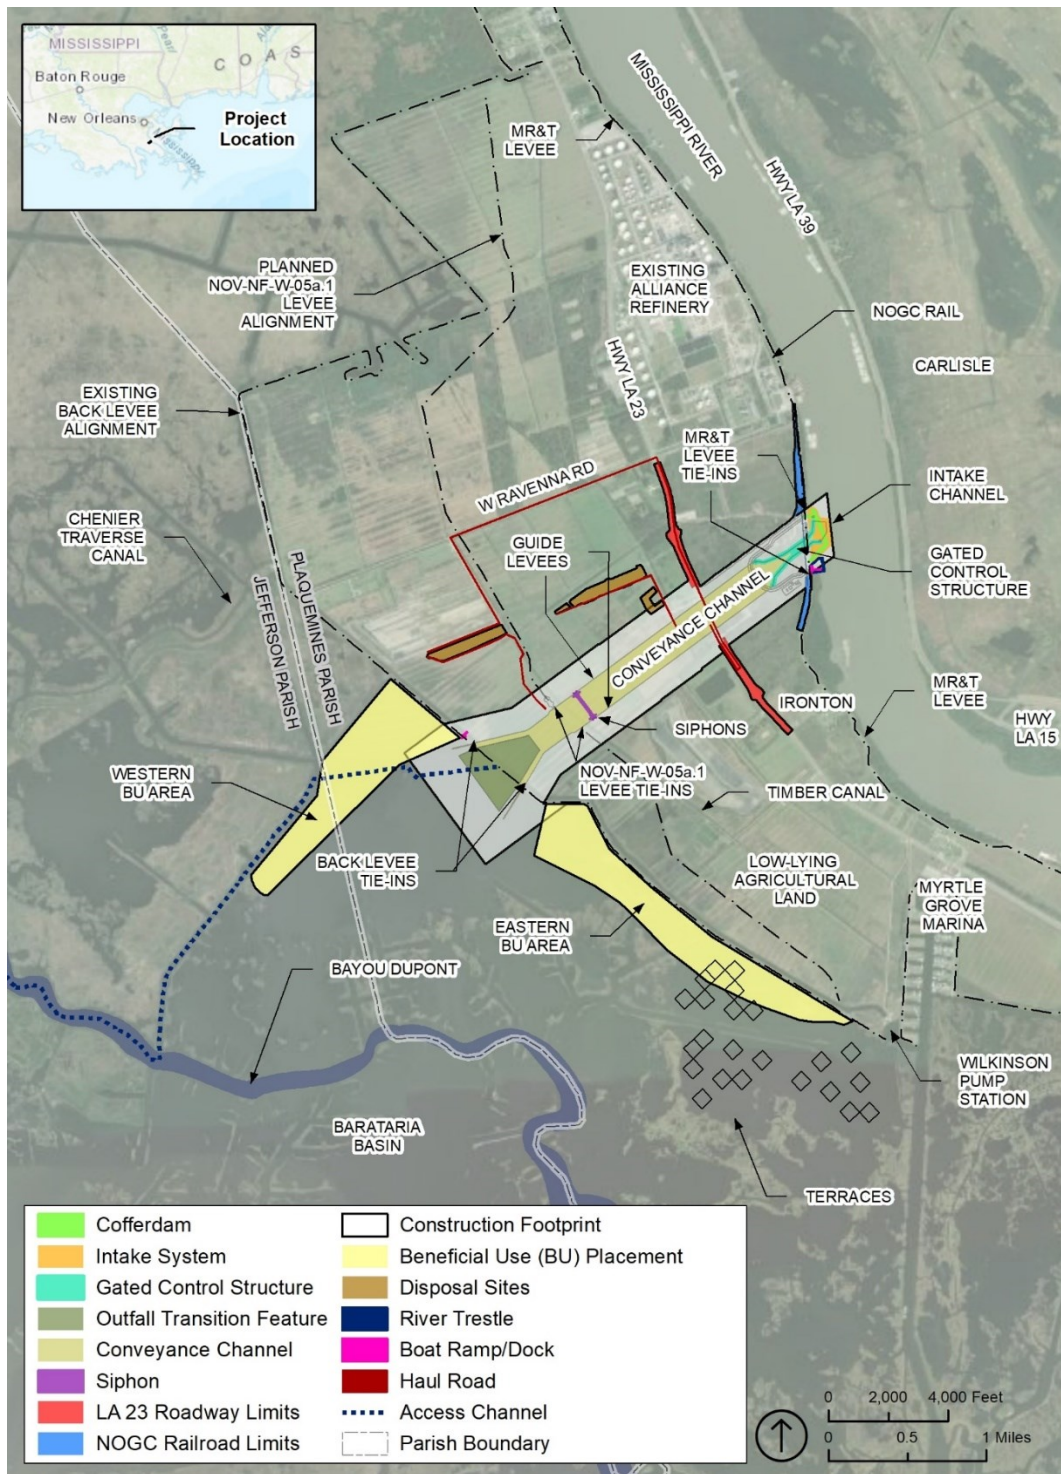 MISSISSIPPI
Pearl
COAS
Baton Rouge
New Orleans
Mississippi
Project
Location
MR&T
LEVEE
MISSISSIPPI RIVER
HWY LA 39
PLANNED
NOV-NF-W-05a.1
LEVEE
ALIGNMENT
EXISTING
ALLIANCE
REFINERY
NOGC RAIL
HWY LA 23
CARLISLE
EXISTING
BACK LEVEE
ALIGNMENT
MR&T
LEVEE
TIE-INS
INTAKE
CHANNEL
W RAVENNA RD
CHENIER
TRAVERSE
CANAL
GUIDE
LEVEES
GATED
CONTROL
STRUCTURE
PLAQUEMINES PARISH
JEFFERSON PARISH
CONVEYANCE CHANNEL
IRONTON
MR&T
LEVEE
HWY
LA 15
SIPHONS
WESTERN
BU AREA
NOV-NF-W-05a.1
LEVEE TIE-INS
TIMBER CANAL
BACK LEVEE
TIE-INS
LOW-LYING
AGRICULTURAL
LAND
MYRTLE
GROVE
MARINA
EASTERN
BU AREA
BAYOU DUPONT
WILKINSON
PUMP
STATION
BARATARIA
BASIN
TERRACES
Cofferdam
Intake System
Gated Control Structure
Outfall Transition Feature
Conveyance Channel
Siphon
LA 23 Roadway Limits
NOGC Railroad Limits
Construction Footprint
Beneficial Use (BU) Placement
Disposal Sites
River Trestle
Boat Ramp/Dock
Haul Road
Access Channel
Parish Boundary
0 2,000 4,000 Feet
0 0.5 1 Miles